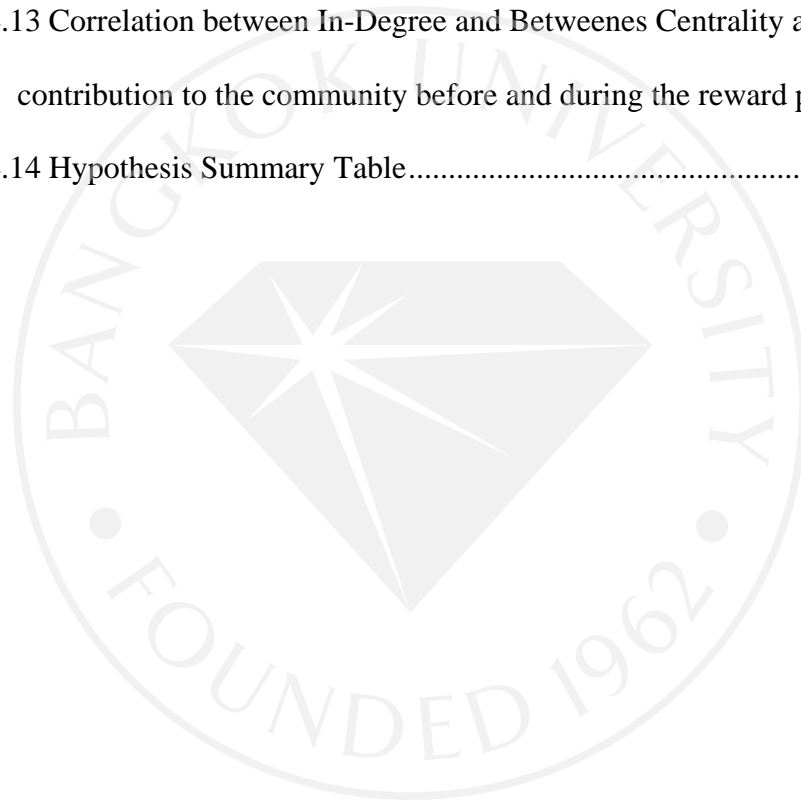 .13 Correlation between In-Degree and Betweenes Centrality a
contribution to the community before and during the reward p
.14 Hypothesis Summary Table................................................
BANGKOK UNIVERSITY
• FOUNDED 1962 •